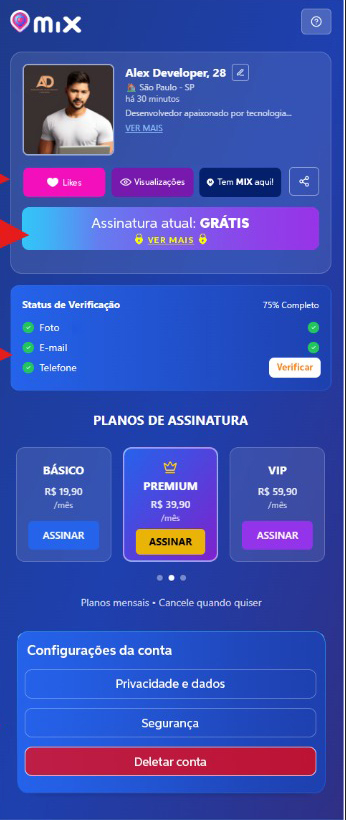 mix
AD
Alex Developer, 28
São Paulo - SP
há 30 minutos
Desenvolvedor apaixonado por tecnologia...
VER MAIS
Likes
Visualizações
Tem MIX aqui!
Assinatura atual: GRÁTIS
VER MAIS
Status de Verificação
75% Completo
Foto
E-mail
Telefone
Verificar
PLANOS DE ASSINATURA
BÁSICO
R$ 19,90
/mês
ASSINAR
PREMIUM
R$ 39,90
/mês
ASSINAR
VIP
R$ 59,90
/mês
ASSINAR
Planos mensais • Cancele quando quiser
Configurações da conta
Privacidade e dados
Segurança
Deletar conta